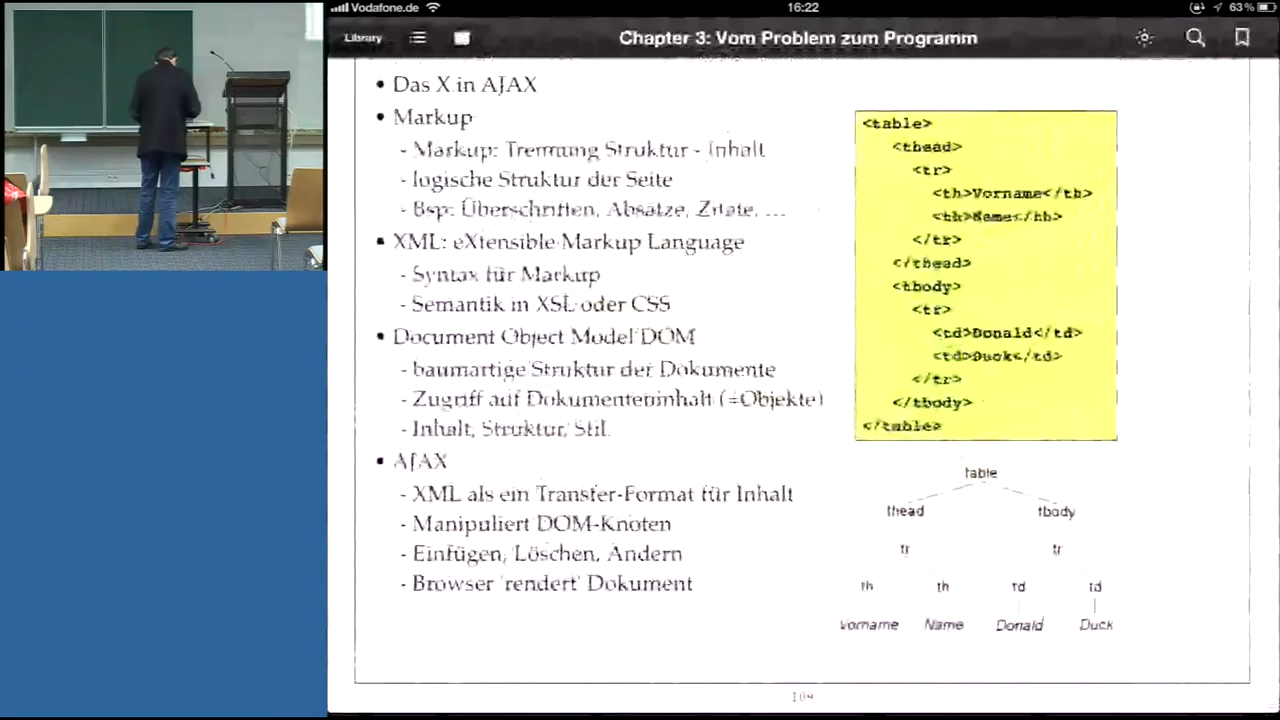 Vodafone.de 16:22 63 %
Library Chapter 3: Vom Problem zum Programm
• Das X in AJAX
• Markup
- Markup: Trennung Struktur - Inhalt
- logische Struktur der Seite
- Bsp: Überschriften, Absätze, Zitate, ...
• XML: eXtensible Markup Language
- Syntax für Markup
- Semantik in XSL oder CSS
• Document Object Model DOM
- baumartige Struktur der Dokumente
- Zugriff auf Dokumenteninhalt (=Objekte)
- Inhalt, Struktur, Stil
• AJAX
- XML als ein Transfer-Format für Inhalt
- Manipuliert DOM-Knoten
- Einfügen, Löschen, Ändern
- Browser 'rendert' Dokument
<table>
<thead>
<tr>
<th>Vorname</th>
<th>Name</th>
</tr>
</thead>
<tbody>
<tr>
<td>Donald</td>
<td>Duck</td>
</tr>
</tbody>
</table>
table
thead tbody
tr tr
th th td td
Vorname Name Donald Duck